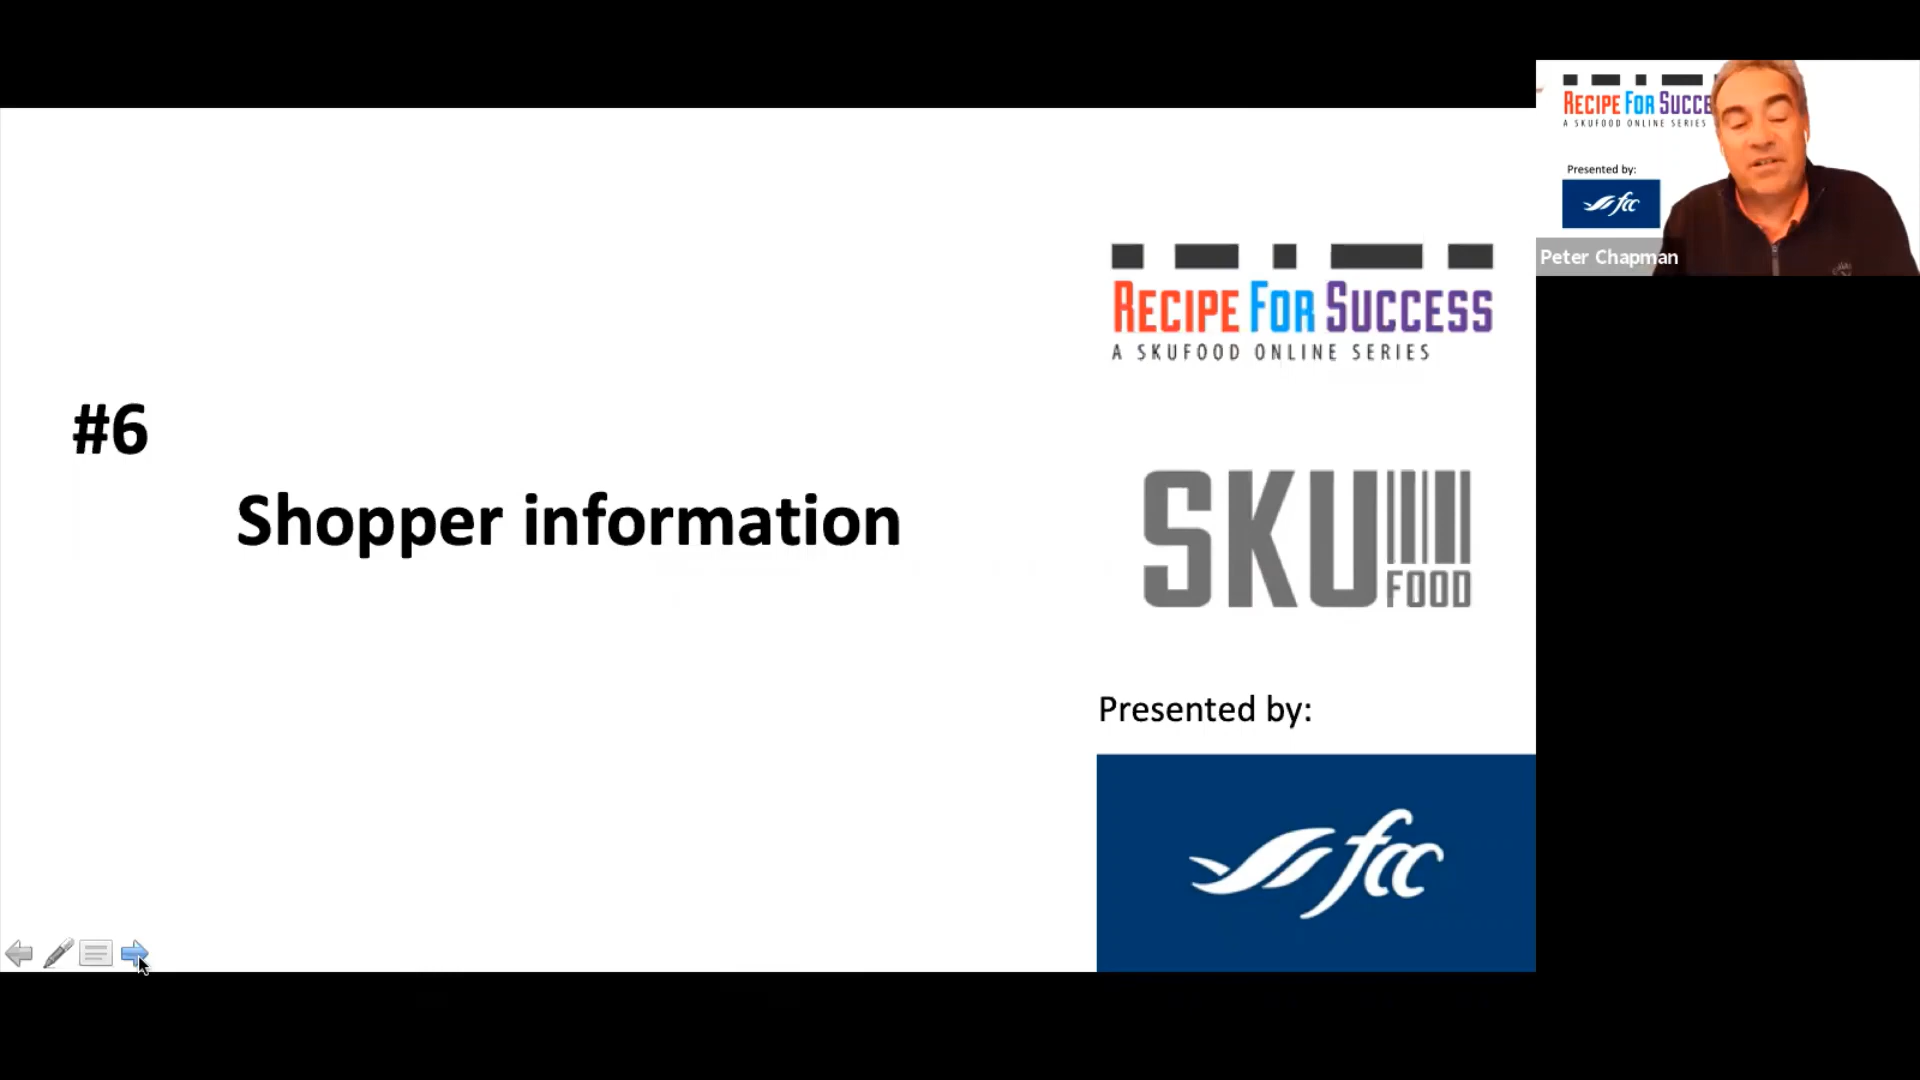 #6
Shopper information
RECIPE FOR SUCCESS
A SKUFOOD ONLINE SERIES
SKU
FOOD
Presented by:
fcc
RECIPE FOR SUCCE
A SKUFOOD ONLINE SERIES
Presented by:
fcc
Peter Chapman